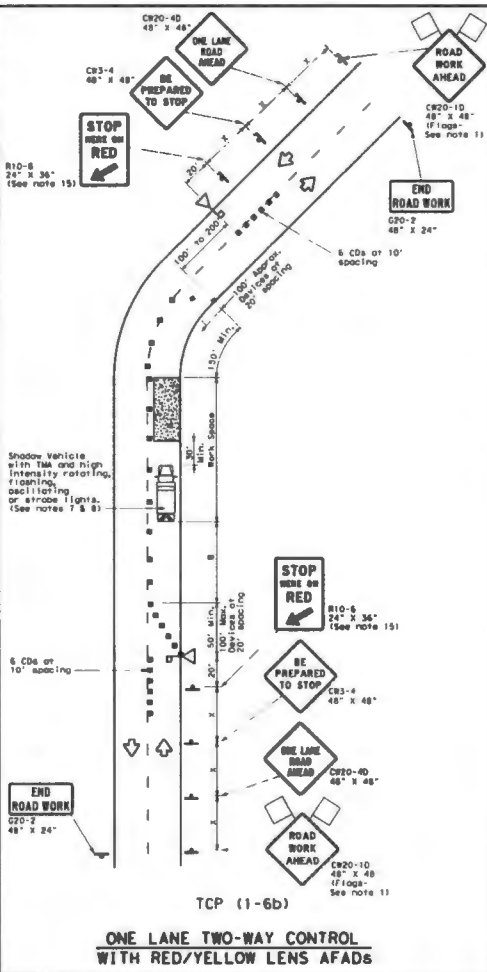 CW20-4D
48" X 48"
ONE LANE
ROAD
AHEAD
CW3-4
48" X 48"
BE
PREPARED
TO STOP
STOP
HERE ON
RED
R10-6
24" X 36"
(See note 15)
ROAD
WORK
AHEAD
CW20-1D
48" X 48"
(Flags-
See note 1)
END
ROAD WORK
G20-2
48" X 24"
X
X
X
20'
100' to 200'
6 CDs at 10'
spacing
100' Approx.
Devices at
20' spacing
150' Min.
Work Space
30'
Min.
Shadow Vehicle
with TMA and high
intensity rotating,
flashing,
oscillating
or strobe lights.
(See notes 7 & 8)
B
50' Min.
100' Max.
Devices at
20' spacing
20'
STOP
HERE ON
RED
R10-6
24" X 36"
(See note 15)
6 CDs at
10' spacing
X
BE
PREPARED
TO STOP
CW3-4
48" X 48"
X
ONE LANE
ROAD
AHEAD
CW20-4D
48" X 48"
X
ROAD
WORK
AHEAD
CW20-1D
48" X 48"
(Flags-
See note 1)
END
ROAD WORK
G20-2
48" X 24"
TCP (1-6b)
ONE LANE TWO-WAY CONTROL
WITH RED/YELLOW LENS AFADs